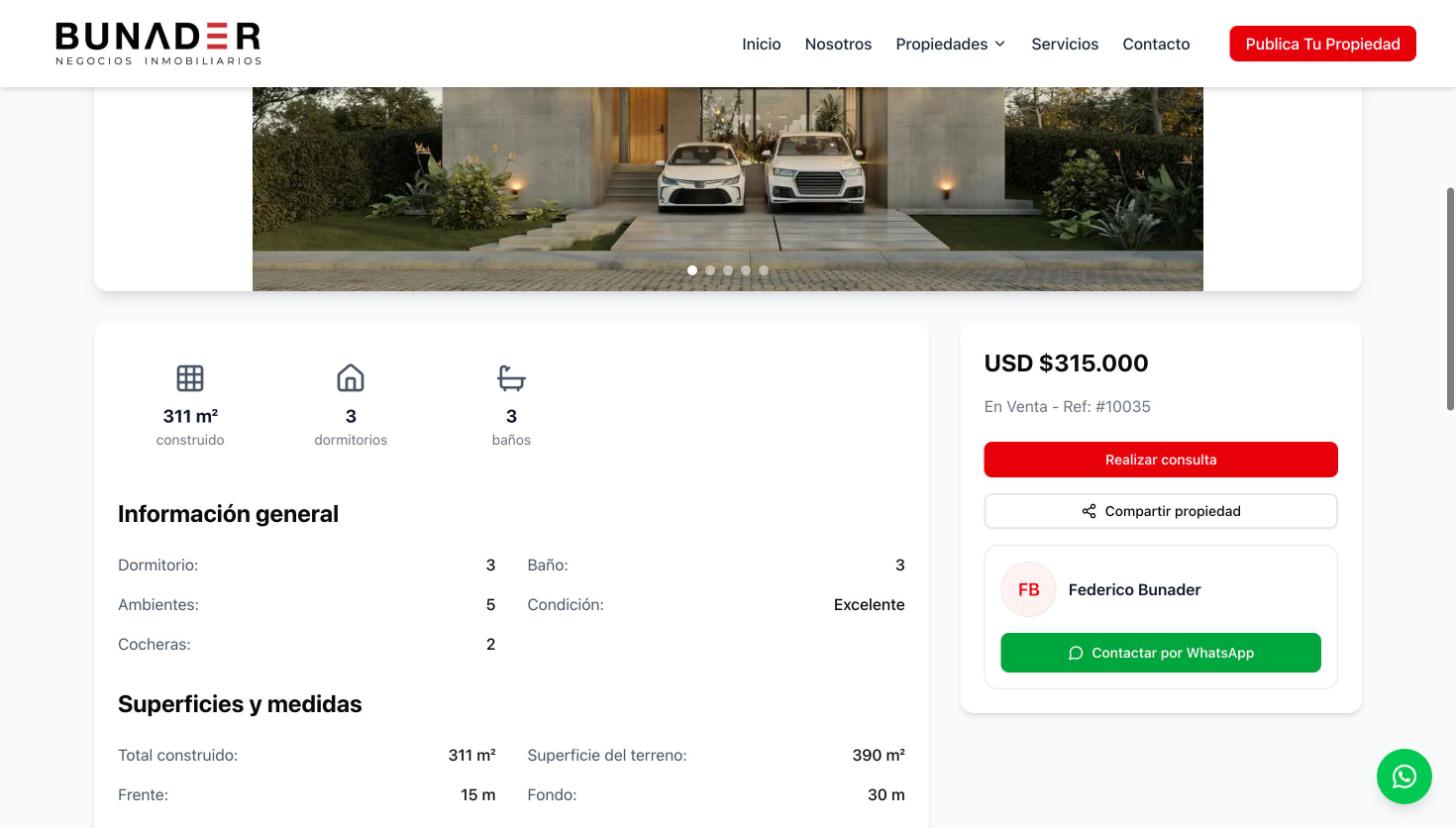 BUNADER
NEGOCIOS INMOBILIARIOS
Inicio
Nosotros
Propiedades
Servicios
Contacto
Publica Tu Propiedad
311 m²
construido
3
dormitorios
3
baños
Información general
Dormitorio: 3
Baño: 3
Ambientes: 5
Condición: Excelente
Cocheras: 2
Superficies y medidas
Total construido: 311 m²
Superficie del terreno: 390 m²
Frente: 15 m
Fondo: 30 m
USD $315.000
En Venta - Ref: #10035
Realizar consulta
Compartir propiedad
FB Federico Bunader
Contactar por WhatsApp